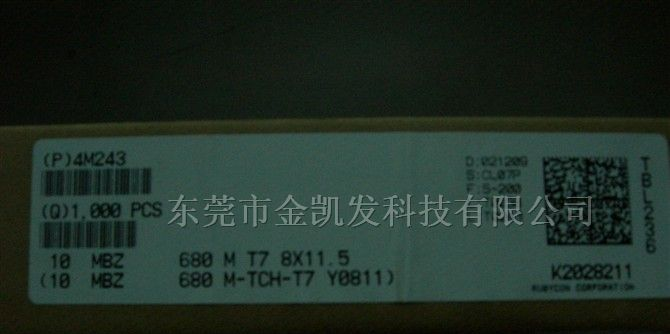 (P)4M243
D:021209
S:CL07P
F:S-200
(Q)1,000 PCS
东莞市金凯发科技有限公司
10 MBZ 680 M T7 8X11.5
(10 MBZ 680 M-TCH-T7 Y0811)
K2028211
RUBYCON CORPORATION